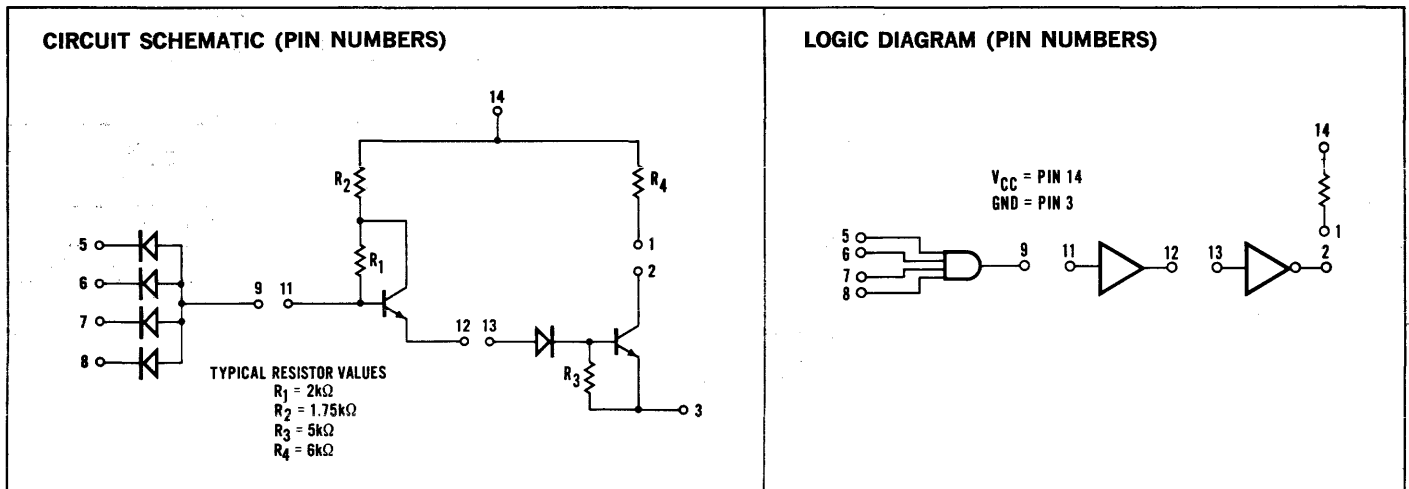 CIRCUIT SCHEMATIC (PIN NUMBERS)
14
R2
R4
R1
5
6
7
8
9
11
1
2
12
13
R3
3
TYPICAL RESISTOR VALUES
R1 = 2kΩ
R2 = 1.75kΩ
R3 = 5kΩ
R4 = 6kΩ
LOGIC DIAGRAM (PIN NUMBERS)
14
VCC = PIN 14
GND = PIN 3
1
5
6
7
8
9
11
12
13
2